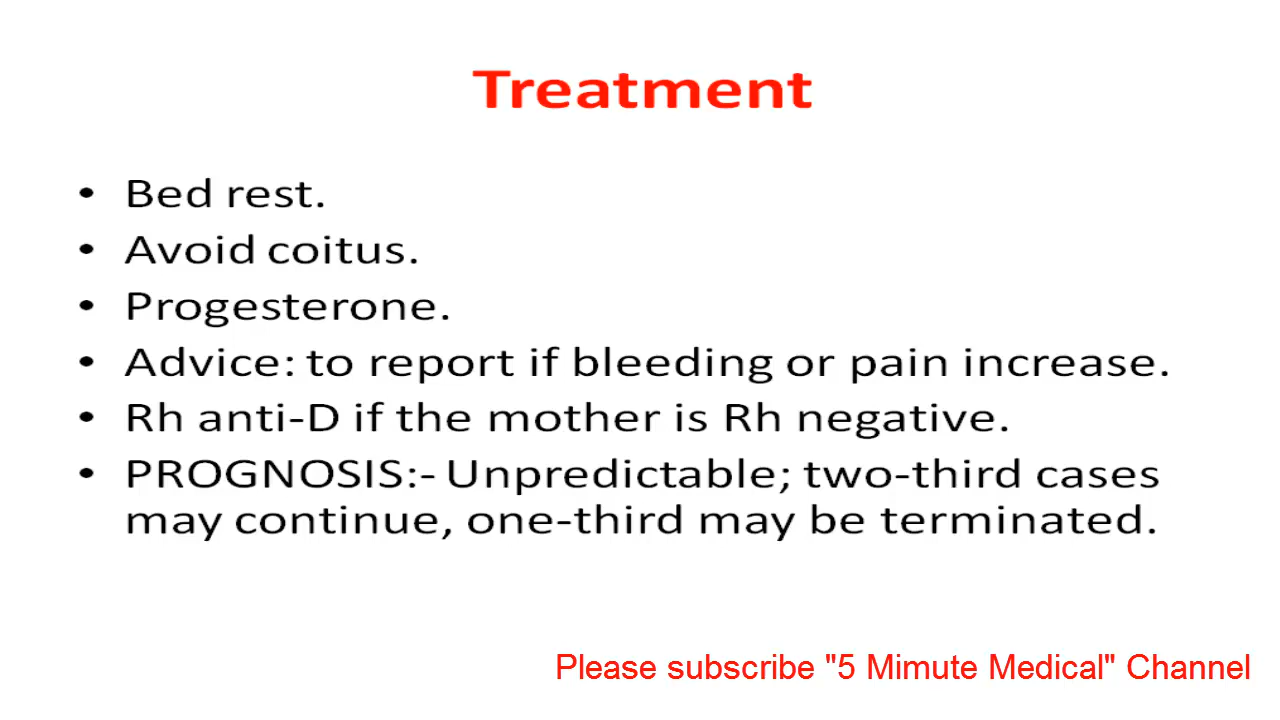 Treatment
• Bed rest.
• Avoid coitus.
• Progesterone.
• Advice: to report if bleeding or pain increase.
• Rh anti-D if the mother is Rh negative.
• PROGNOSIS:- Unpredictable; two-third cases
may continue, one-third may be terminated.
Please subscribe "5 Mimute Medical" Channel